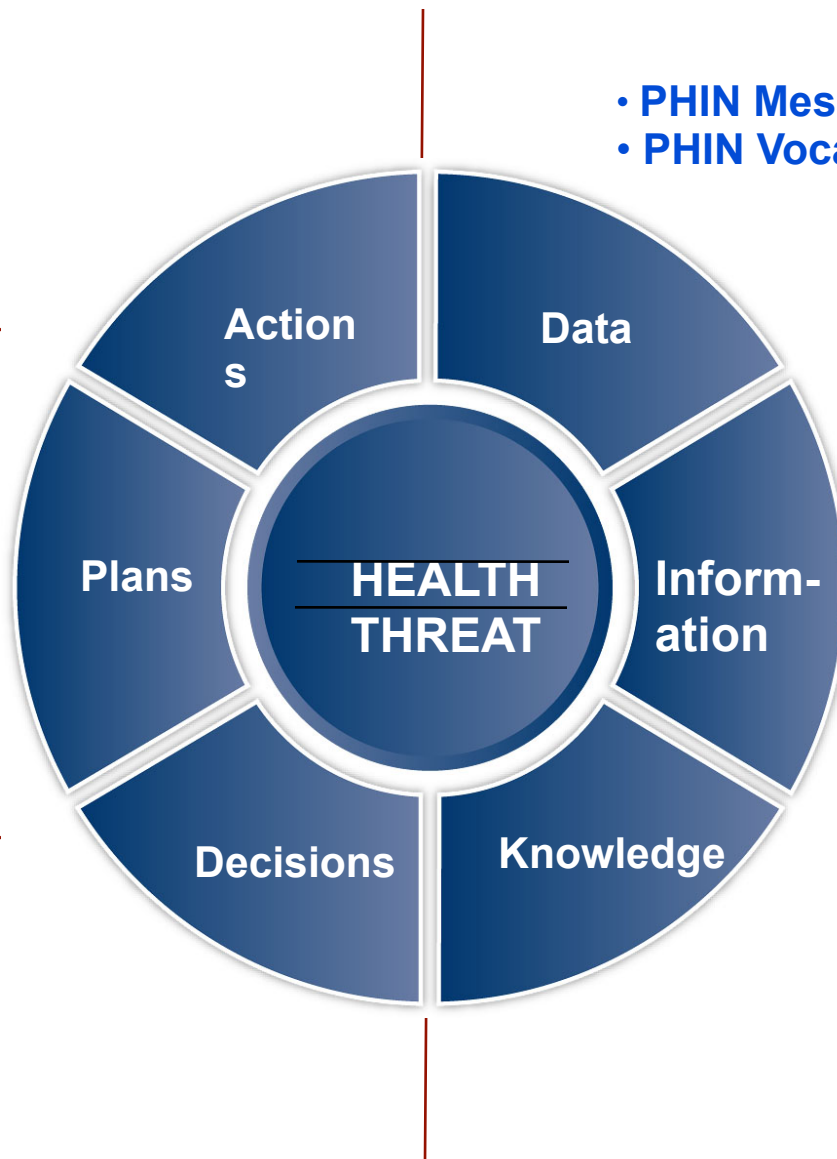 • PHIN Mes
• PHIN Voca
Action
s
Data
Plans
HEALTH
THREAT
Inform-
ation
Decisions
Knowledge